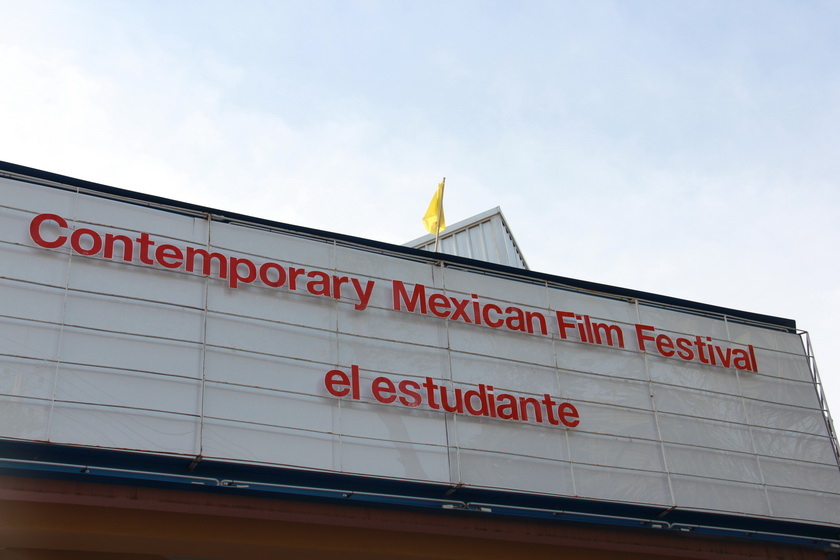 Contemporary Mexican Film Festival
el estudiante